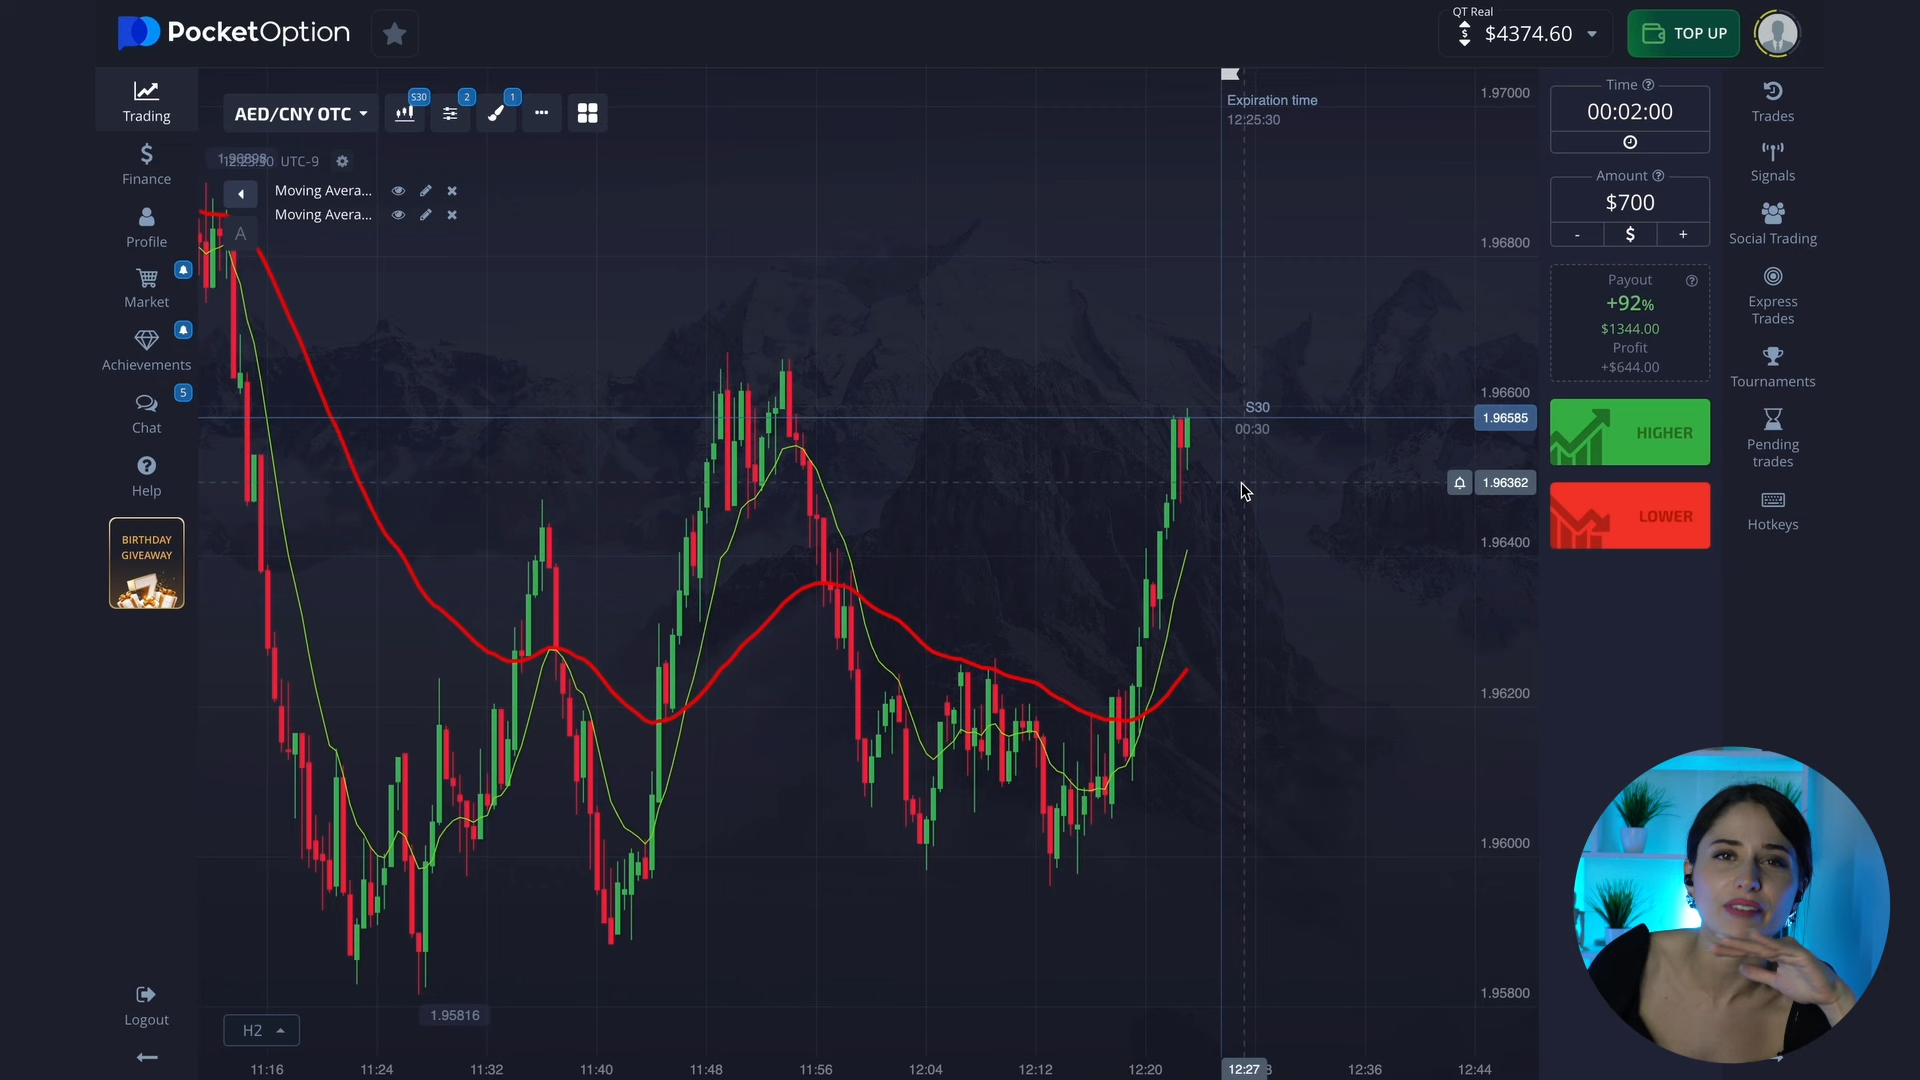 PocketOption
QT Real
$4374.60
TOP UP
Trading
Finance
Profile
Market
Achievements
5
Chat
Help
BIRTHDAY
GIVEAWAY
Logout
AED/CNY OTC
S30
2
1
UTC-9
Moving Avera...
Moving Avera...
A
Expiration time
12:25:30
S30
00:30
1.97000
1.96800
1.96600
1.96585
1.96362
1.96400
1.96200
1.96000
1.95800
1.95816
H2
11:16
11:24
11:32
11:40
11:48
11:56
12:04
12:12
12:20
12:27
12:36
12:44
Time
00:02:00
Amount
$700
- $ +
Payout
+92%
$1344.00
Profit
+$644.00
HIGHER
LOWER
Trades
Signals
Social Trading
Express
Trades
Tournaments
Pending
trades
Hotkeys